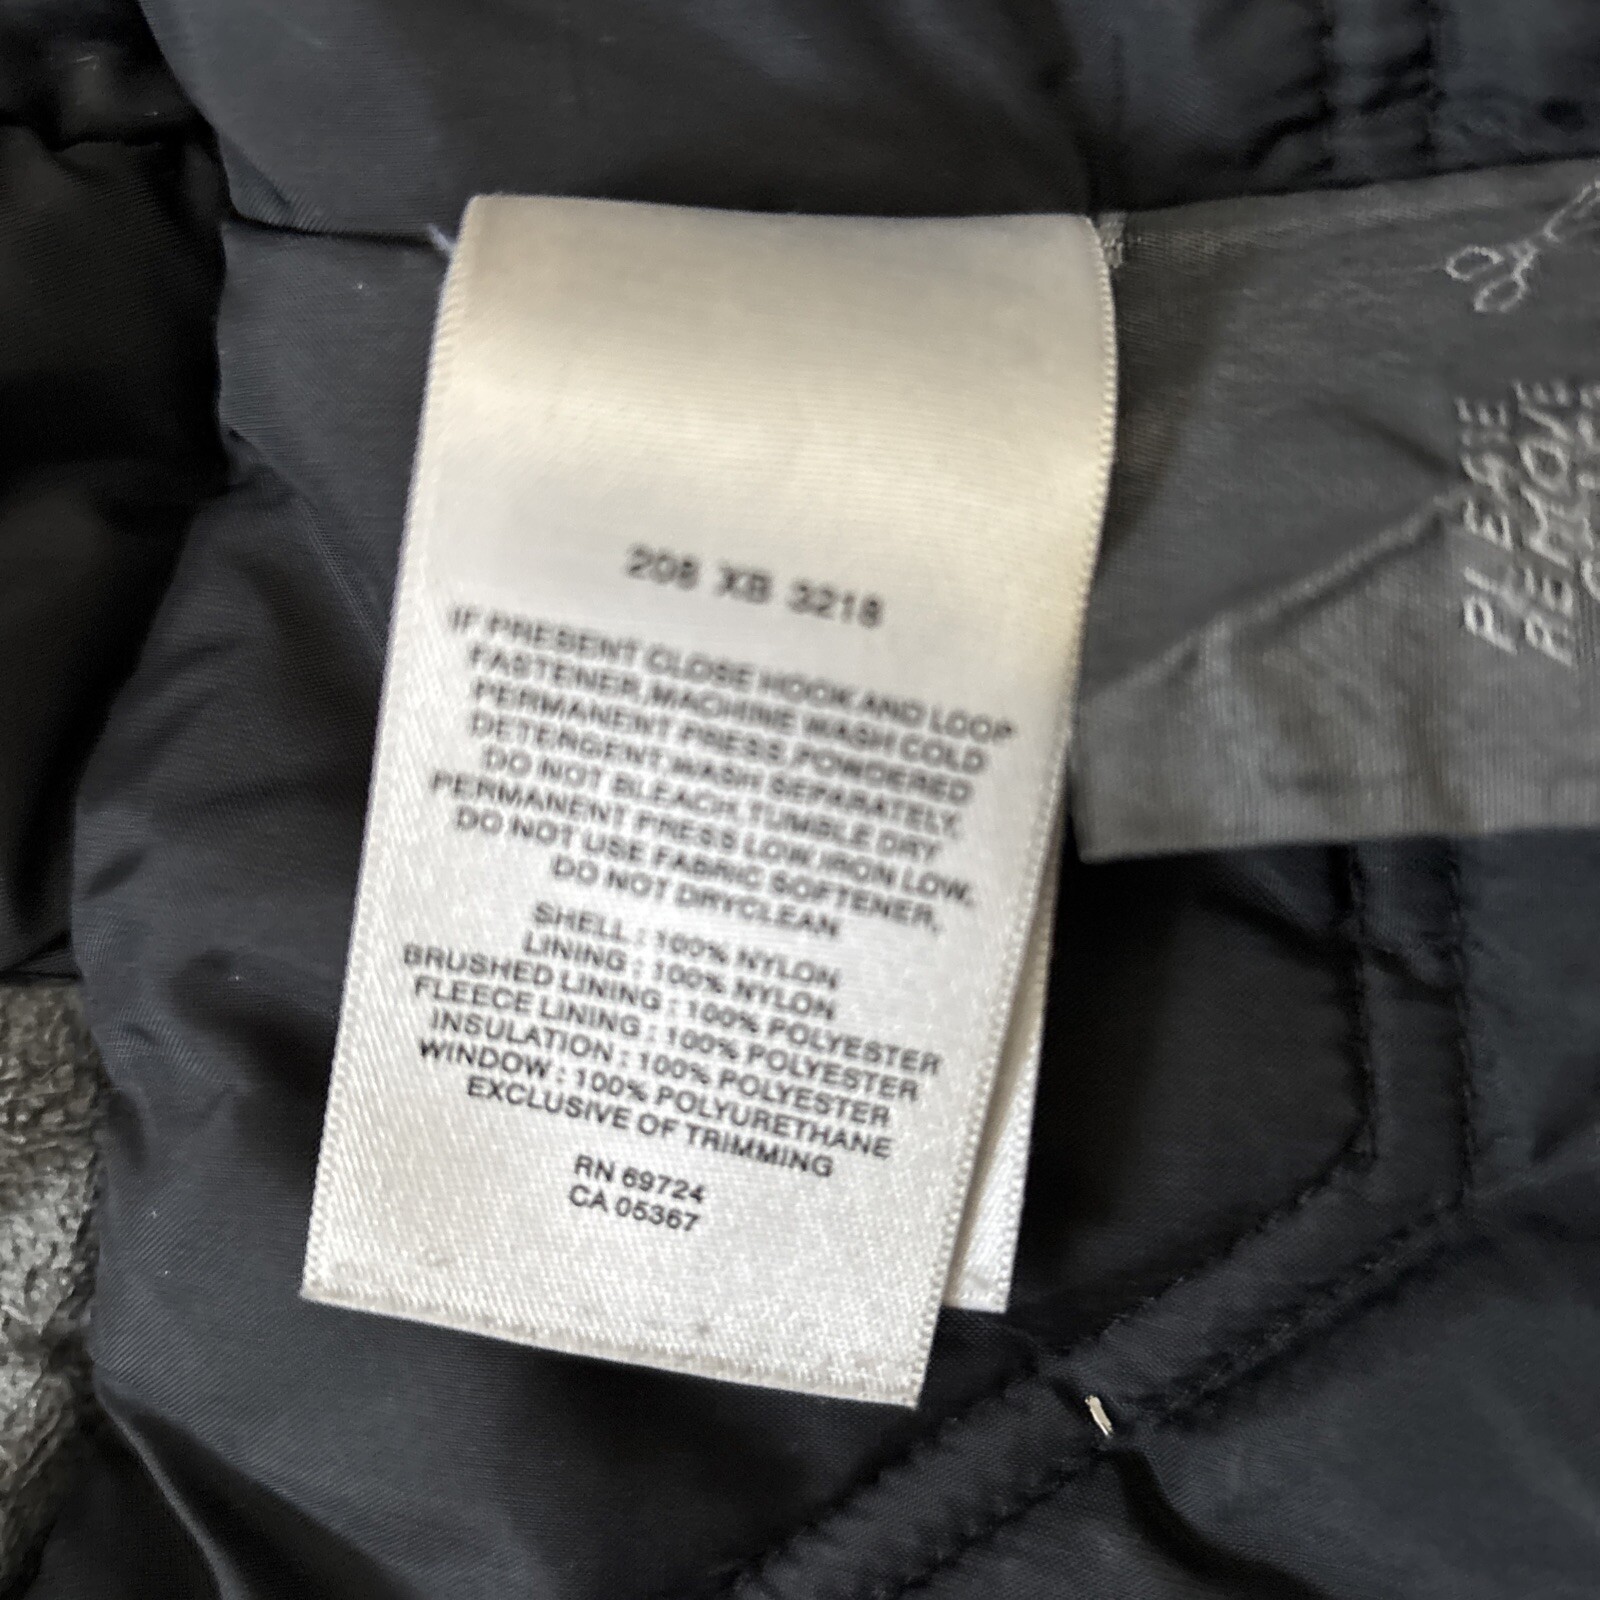 208 XB 3218
IF PRESENT CLOSE HOOK AND LOOP
FASTENER, MACHINE WASH COLD
PERMANENT PRESS, POWDERED
DETERGENT, WASH SEPARATELY,
DO NOT BLEACH, TUMBLE DRY
PERMANENT PRESS LOW, IRON LOW,
DO NOT USE FABRIC SOFTENER,
DO NOT DRYCLEAN
SHELL : 100% NYLON
LINING : 100% NYLON
BRUSHED LINING : 100% POLYESTER
FLEECE LINING : 100% POLYESTER
INSULATION : 100% POLYESTER
WINDOW : 100% POLYURETHANE
EXCLUSIVE OF TRIMMING
RN 69724
CA 05367
PLEASE
REMOVE